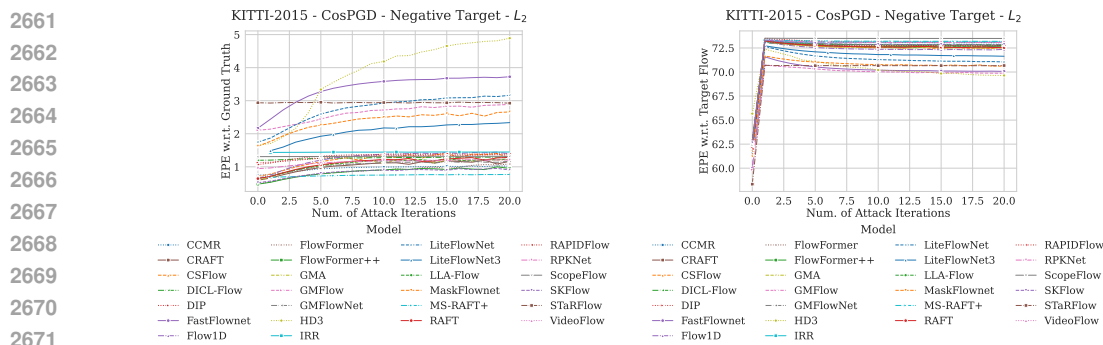 2661
2662
2663
2664
2665
2666
2667
2668
2669
2670
2671
KITTI-2015 - CosPGD - Negative Target - L₂
EPE w.r.t. Ground Truth
5
4
3
2
1
0.0 2.5 5.0 7.5 10.0 12.5 15.0 17.5 20.0
Num. of Attack Iterations
Model
CCMR FlowFormer LiteFlowNet RAPIDFlow
CRAFT FlowFormer++ LiteFlowNet3 RPKNet
CSFlow GMA LLA-Flow ScopeFlow
DICL-Flow GMFlow MaskFlownet SKFlow
DIP GMFlowNet MS-RAFT+ STaRFlow
FastFlownet HD3 RAFT VideoFlow
Flow1D IRR
KITTI-2015 - CosPGD - Negative Target - L₂
EPE w.r.t. Target Flow
72.5
70.0
67.5
65.0
62.5
60.0
0.0 2.5 5.0 7.5 10.0 12.5 15.0 17.5 20.0
Num. of Attack Iterations
Model
CCMR FlowFormer LiteFlowNet RAPIDFlow
CRAFT FlowFormer++ LiteFlowNet3 RPKNet
CSFlow GMA LLA-Flow ScopeFlow
DICL-Flow GMFlow MaskFlownet SKFlow
DIP GMFlowNet MS-RAFT+ STaRFlow
FastFlownet HD3 RAFT VideoFlow
Flow1D IRR